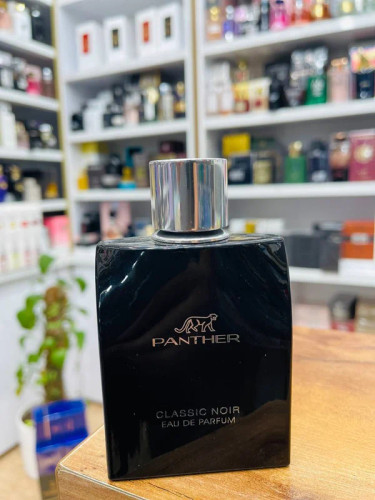 PANTHER
CLASSIC NOIR
EAU DE PARFUM